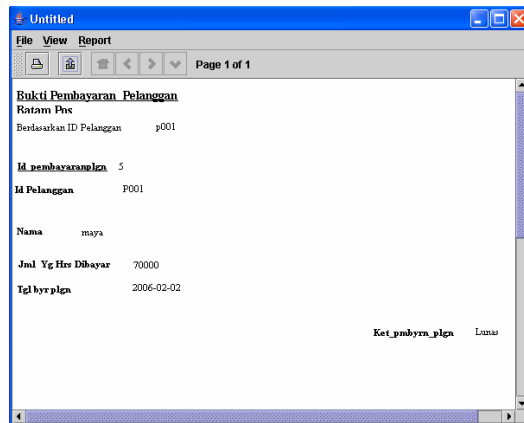 Untitled
File View Report
Page 1 of 1
Bukti Pembayaran Pelanggan
Batam Pos
Berdasarkan ID Pelanggan p001
Id_pembayaranplgn 5
Id Pelanggan P001
Nama maya
Jml Yg Hrs Dibayar 70000
Tgl byr plgn 2006-02-02
Ket_pmbyrn_plgn Lunas